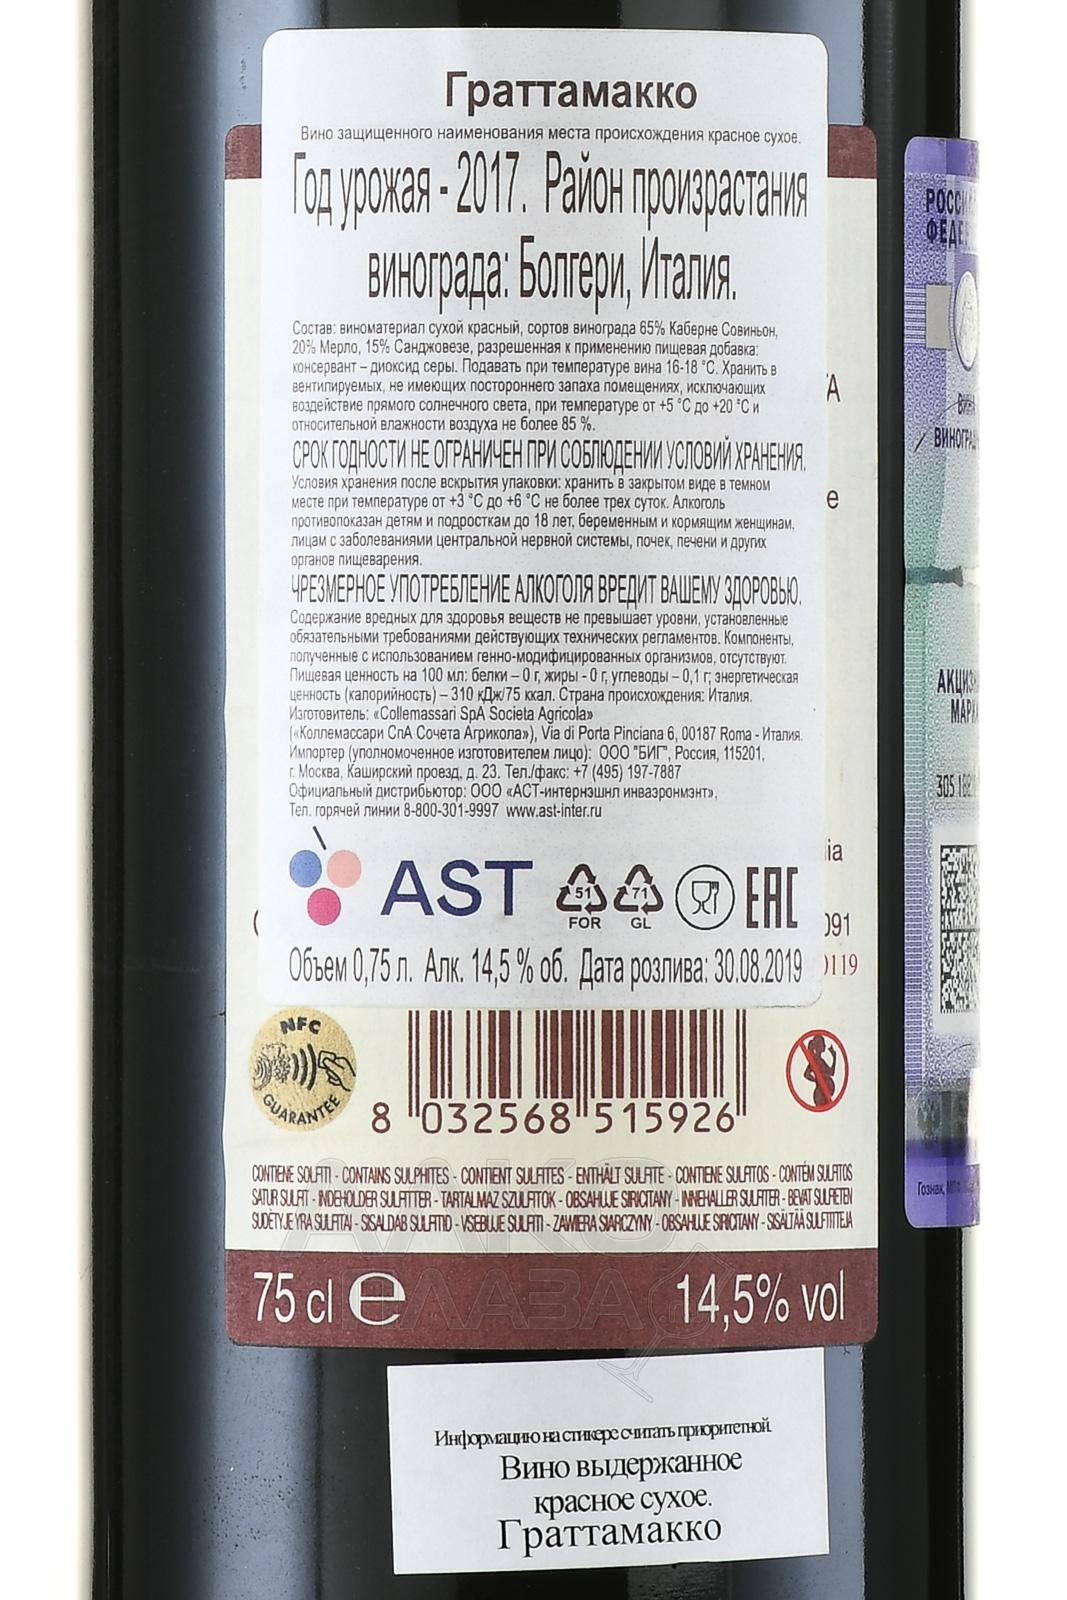 Граттамакко
Вино защищенного наименования места происхождения красное сухое.
Год урожая - 2017. Район произрастания
винограда: Болгери, Италия.
Состав: виноматериал сухой красный, сортов винограда 65% Каберне Совиньон,
20% Мерло, 15% Санджовезе, разрешенная к применению пищевая добавка:
консервант – диоксид серы. Подавать при температуре вина 16-18 °С. Хранить в
вентилируемых, не имеющих постороннего запаха помещениях, исключающих
воздействие прямого солнечного света, при температуре от +5 °С до +20 °С и
относительной влажности воздуха не более 85 %.
СРОК ГОДНОСТИ НЕ ОГРАНИЧЕН ПРИ СОБЛЮДЕНИИ УСЛОВИЙ ХРАНЕНИЯ.
Условия хранения после вскрытия упаковки: хранить в закрытом виде в темном
месте при температуре от +3 °С до +6 °С не более трех суток. Алкоголь
противопоказан детям и подросткам до 18 лет, беременным и кормящим женщинам,
лицам с заболеваниями центральной нервной системы, почек, печени и других
органов пищеварения.
ЧРЕЗМЕРНОЕ УПОТРЕБЛЕНИЕ АЛКОГОЛЯ ВРЕДИТ ВАШЕМУ ЗДОРОВЬЮ.
Содержание вредных для здоровья веществ не превышает уровни, установленные
обязательными требованиями действующих технических регламентов. Компоненты,
полученные с использованием генно-модифицированных организмов, отсутствуют.
Пищевая ценность на 100 мл: белки – 0 г, жиры - 0 г, углеводы – 0,1 г; энергетическая
ценность (калорийность) – 310 кДж/75 ккал. Страна происхождения: Италия.
Изготовитель: «Collemassari SpA Societa Agricola»
(«Коллемассари СпА Сочета Агрикола»), Via di Porta Pinciana 6, 00187 Roma - Италия.
Импортер (уполномоченное изготовителем лицо): ООО "БИГ", Россия, 115201,
г. Москва, Каширский проезд, д. 23. Тел./факс: +7 (495) 197-7887
Официальный дистрибьютор: ООО «АСТ-интернэшнл инваэронмэнт»,
Тел. горячей линии 8-800-301-9997 www.ast-inter.ru
AST
51
FOR
71
GL
EAC
Объем 0,75 л. Алк. 14,5 % об. Дата розлива: 30.08.2019
NFC
GUARANTEE
8 032568 515926
CONTIENE SOLFITI - CONTAINS SULPHITES - CONTIENT SULFITES - ENTHÄLT SULFITE - CONTIENE SULFITOS - CONTÉM SULFITOS
SATUR SULFIT - INDEHOLDER SULFITTER - TARTALMAZ SZULFITOK - OBSAHUJE SIRICITANY - INNEHALLER SULFITER - BEVAT SULFIETEN
SUDĖTYJE YRA SULFITAI - SISALDAB SULFITID - VSEBUJE SULFITI - ZAWIERA SIARCZYNY - OBSAHUJE SIRICITANY - SISÄLTÄÄ SULFIITTEJA
75 cl e
14,5% vol
Информацию на стикере считать приоритетной.
Вино выдержанное
красное сухое.
Граттамакко
АЛКО
ПЛАЗА